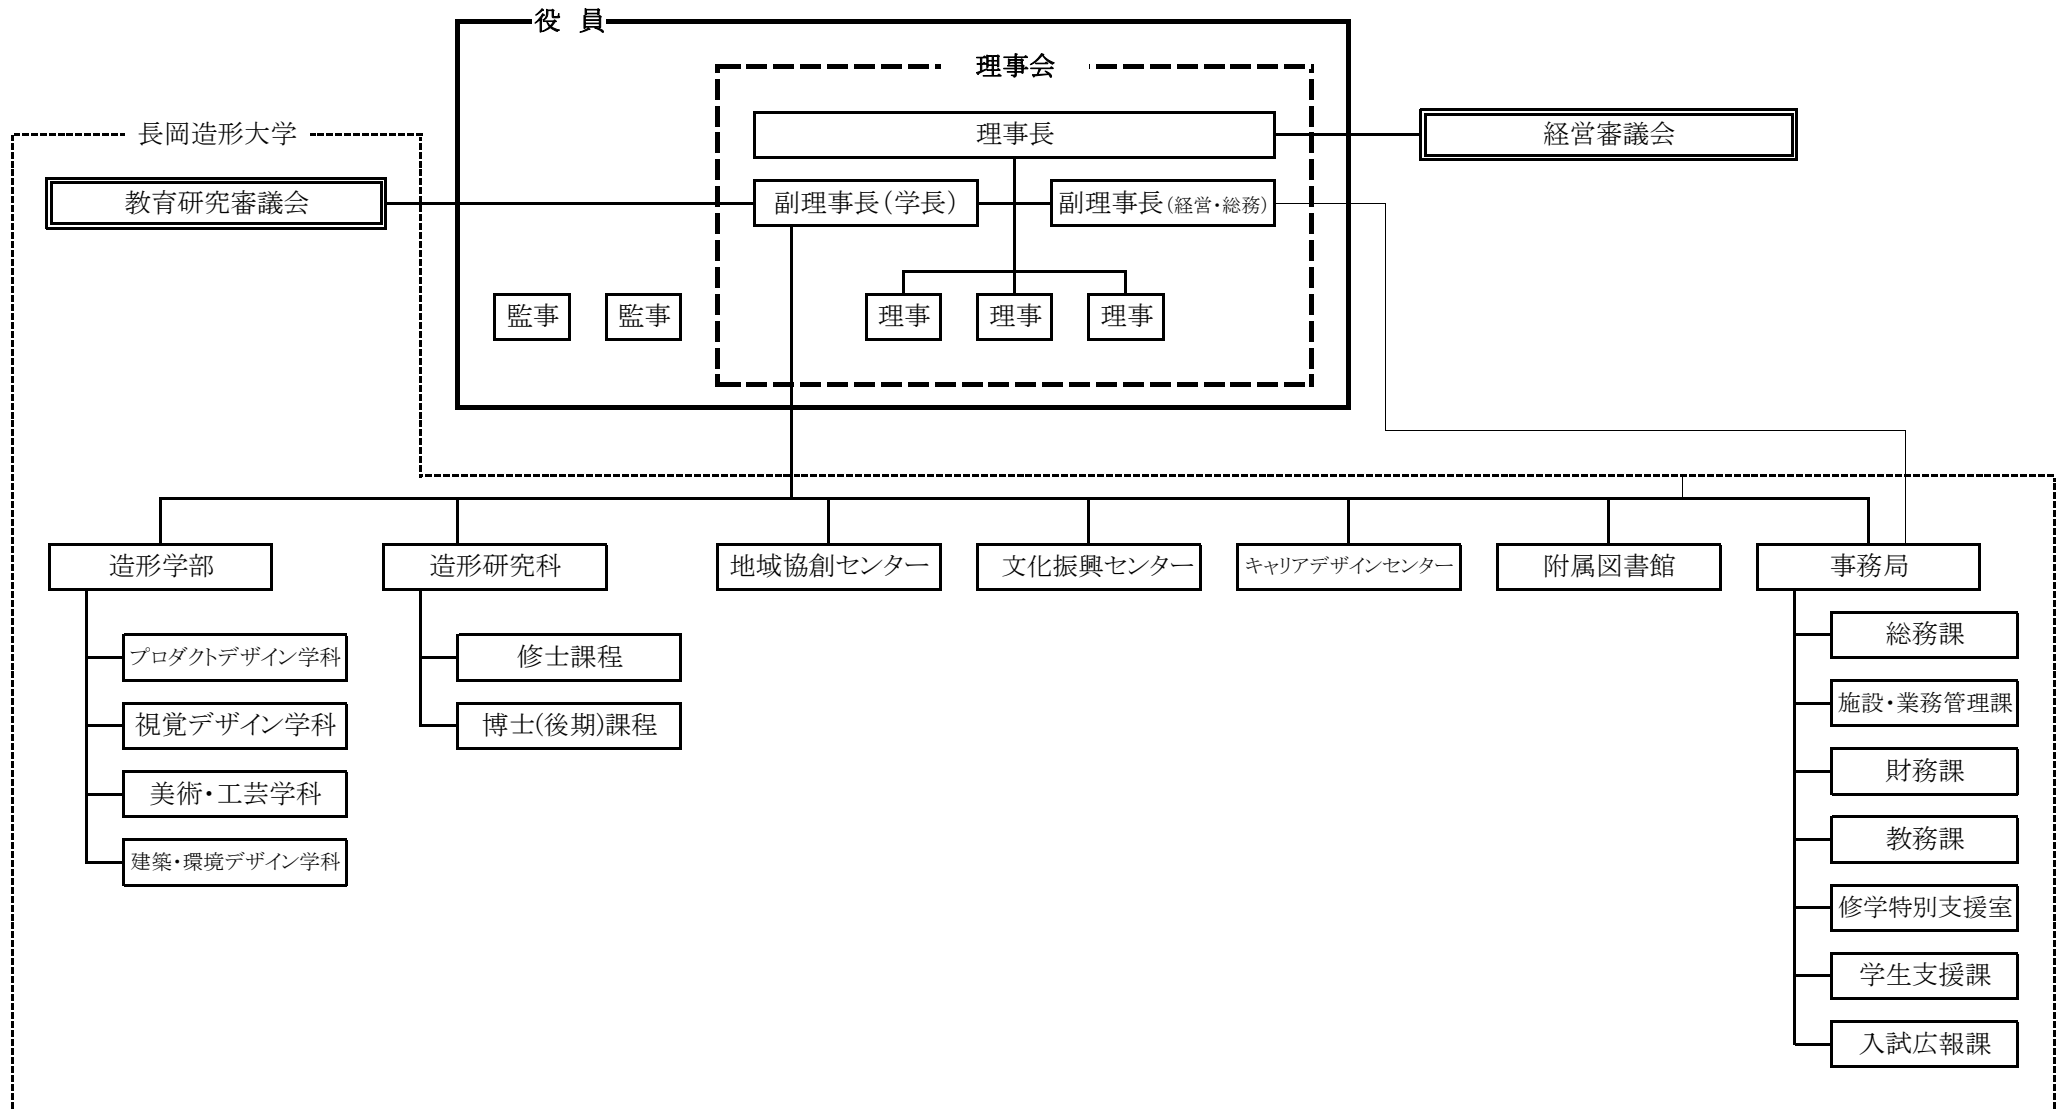 役 員
理事会
長岡造形大学
理事長
経営審議会
教育研究審議会
副理事長(学長)
副理事長(経営・総務)
監事
監事
理事
理事
理事
造形学部
造形研究科
地域協創センター
文化振興センター
キャリアデザインセンター
附属図書館
事務局
プロダクトデザイン学科
視覚デザイン学科
美術・工芸学科
建築・環境デザイン学科
修士課程
博士(後期)課程
総務課
施設・業務管理課
財務課
教務課
修学特別支援室
学生支援課
入試広報課